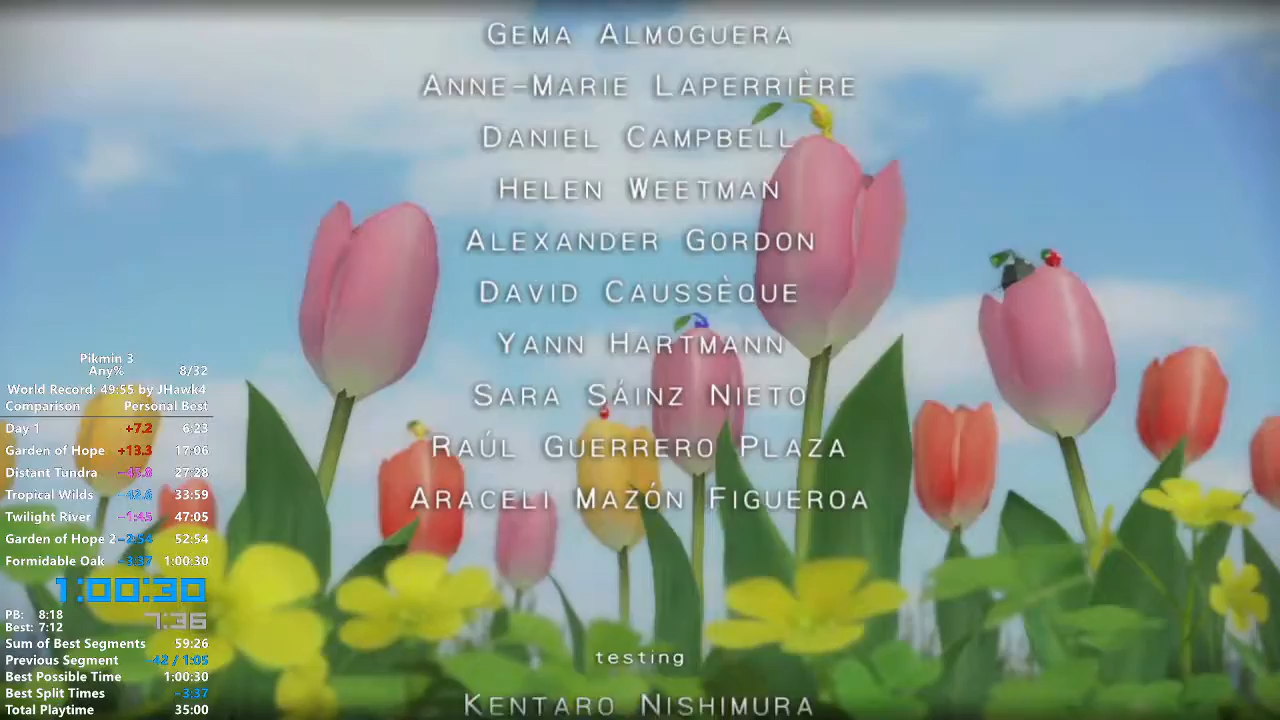 GEMA ALMOGUERA
ANNE-MARIE LAPERRIÈRE
DANIEL CAMPBELL
HELEN WEETMAN
ALEXANDER GORDON
DAVID CAUSSÈQUE
YANN HARTMANN
SARA SÁINZ NIETO
RAÚL GUERRERO PLAZA
ARACELI MAZÓN FIGUEROA
testing
KENTARO NISHIMURA
Pikmin 3
Any% 8/32
World Record: 49:55 by JHawk4
Comparison Personal Best
Day 1 +7.2 6:23
Garden of Hope +13.3 17:06
Distant Tundra 27:28
Tropical Wilds -42.6 33:59
Twilight River -1:45 47:05
Garden of Hope 2 -2:54 52:54
Formidable Oak -3:37 1:00:30
1:00:30
7:36
PB: 8:18
Best: 7:12
Sum of Best Segments 59:26
Previous Segment -42 / 1:05
Best Possible Time 1:00:30
Best Split Times -3:37
Total Playtime 35:00